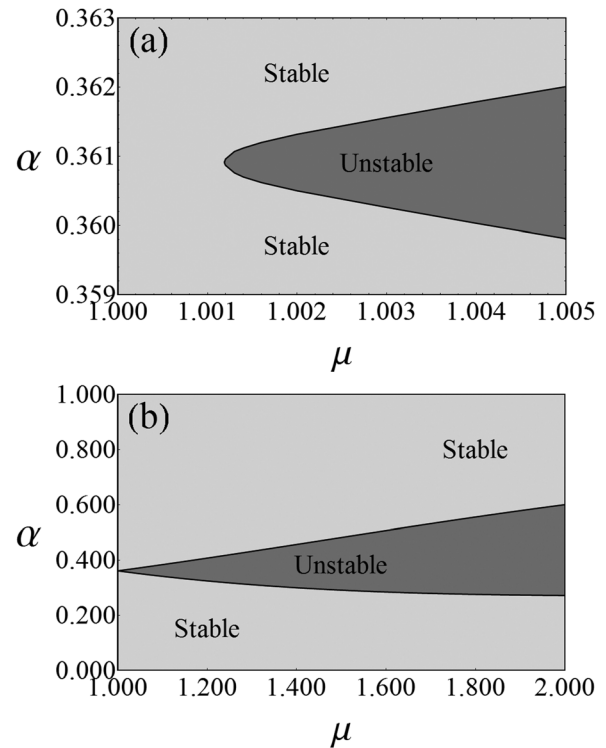 (a)
0.363
0.362
0.361
0.360
0.359
α
Stable
Unstable
Stable
1.000 1.001 1.002 1.003 1.004 1.005
μ
(b)
1.000
0.800
0.600
0.400
0.200
0.000
α
Stable
Unstable
Stable
1.000 1.200 1.400 1.600 1.800 2.000
μ